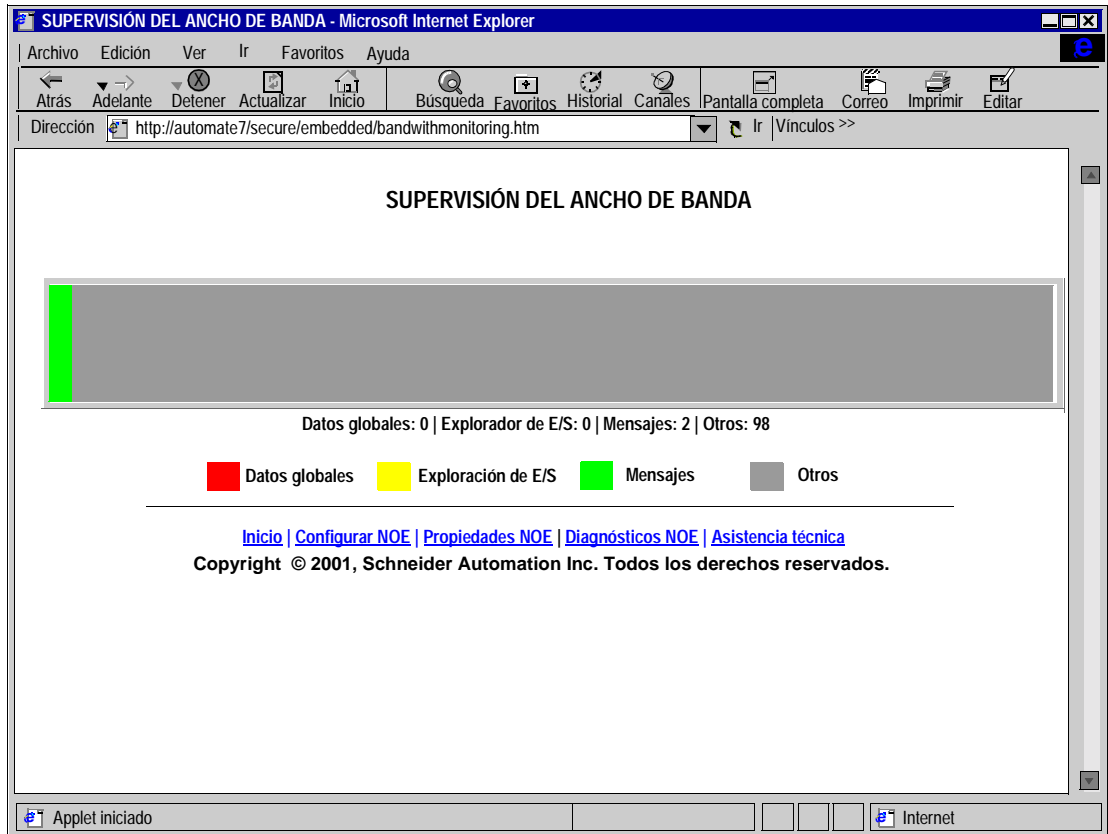 SUPERVISIÓN DEL ANCHO DE BANDA - Microsoft Internet Explorer
Archivo Edición Ver Ir Favoritos Ayuda
Atrás Adelante Detener Actualizar Inicio Búsqueda Favoritos Historial Canales Pantalla completa Correo Imprimir Editar
Dirección http://automate7/secure/embedded/bandwithmonitoring.htm Ir Vínculos >>
SUPERVISIÓN DEL ANCHO DE BANDA
Datos globales: 0 | Explorador de E/S: 0 | Mensajes: 2 | Otros: 98
Datos globales Exploración de E/S Mensajes Otros
Inicio | Configurar NOE | Propiedades NOE | Diagnósticos NOE | Asistencia técnica
Copyright © 2001, Schneider Automation Inc. Todos los derechos reservados.
Applet iniciado Internet